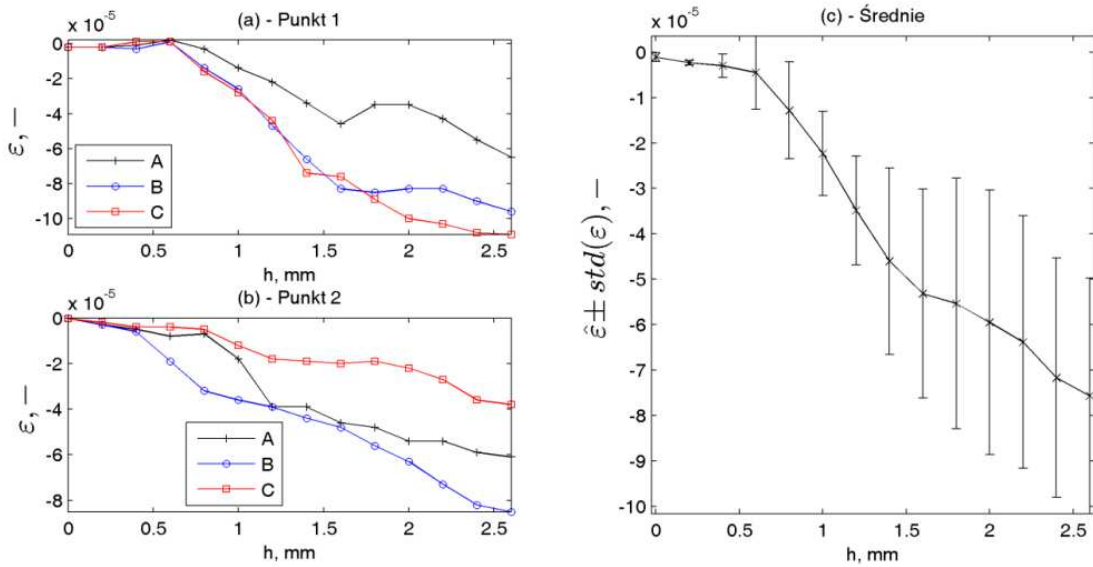 (a) - Punkt 1
x 10⁻⁵
0
-2
-4
-6
-8
-10
ε, —
A
B
C
0 0.5 1 1.5 2 2.5
h, mm
(b) - Punkt 2
x 10⁻⁵
0
-2
-4
-6
-8
ε, —
A
B
C
0 0.5 1 1.5 2 2.5
h, mm
(c) - Średnie
x 10⁻⁵
0
-1
-2
-3
-4
-5
-6
-7
-8
-9
-10
ε̂ ± std(ε), —
0 0.5 1 1.5 2 2.5
h, mm